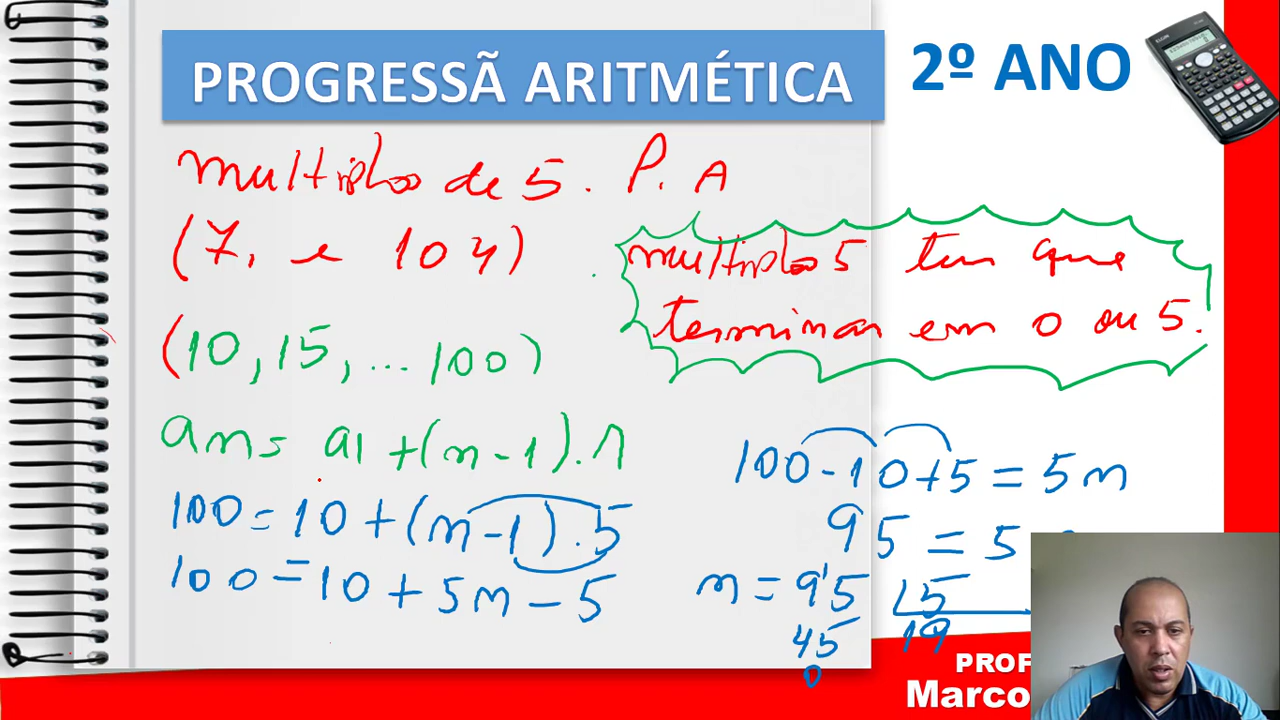 PROGRESSÃ ARITMÉTICA
2º ANO
multiplos de 5. P. A
(7, e 104)
multiplos 5 tem que
terminar em 0 ou 5.
(10, 15, ... 100)
an = a1 + (n - 1). r
100 = 10 + (n - 1). 5
100 = 10 + 5n - 5
100 - 10 + 5 = 5n
95 = 5
n = 95 5
45 19
0
PROF
Marco